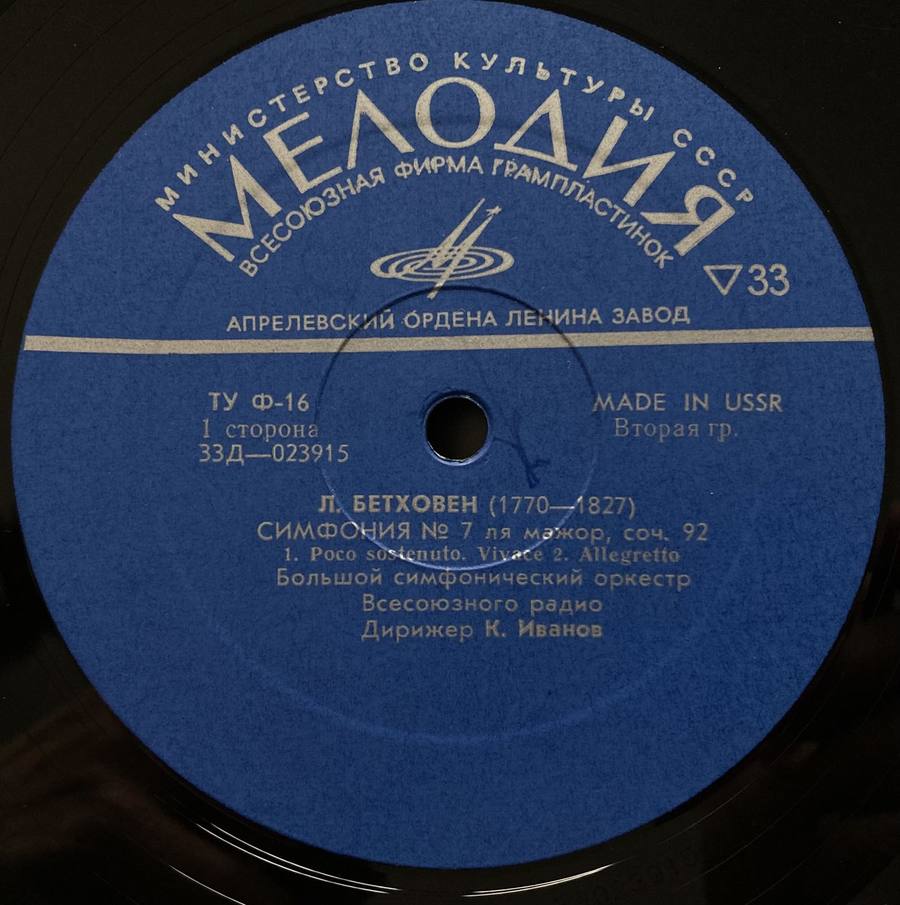 МИНИСТЕРСТВО КУЛЬТУРЫ СССР
МЕЛОДИЯ
ВСЕСОЮЗНАЯ ФИРМА ГРАМПЛАСТИНОК
▽33
АПРЕЛЕВСКИЙ ОРДЕНА ЛЕНИНА ЗАВОД
ТУ Ф-16
1 сторона
33Д—023915
MADE IN USSR
Вторая гр.
Л. БЕТХОВЕН (1770—1827)
СИМФОНИЯ № 7 ля мажор, соч. 92
1. Poco sostenuto. Vivace 2. Allegretto
Большой симфонический оркестр
Всесоюзного радио
Дирижер К. Иванов